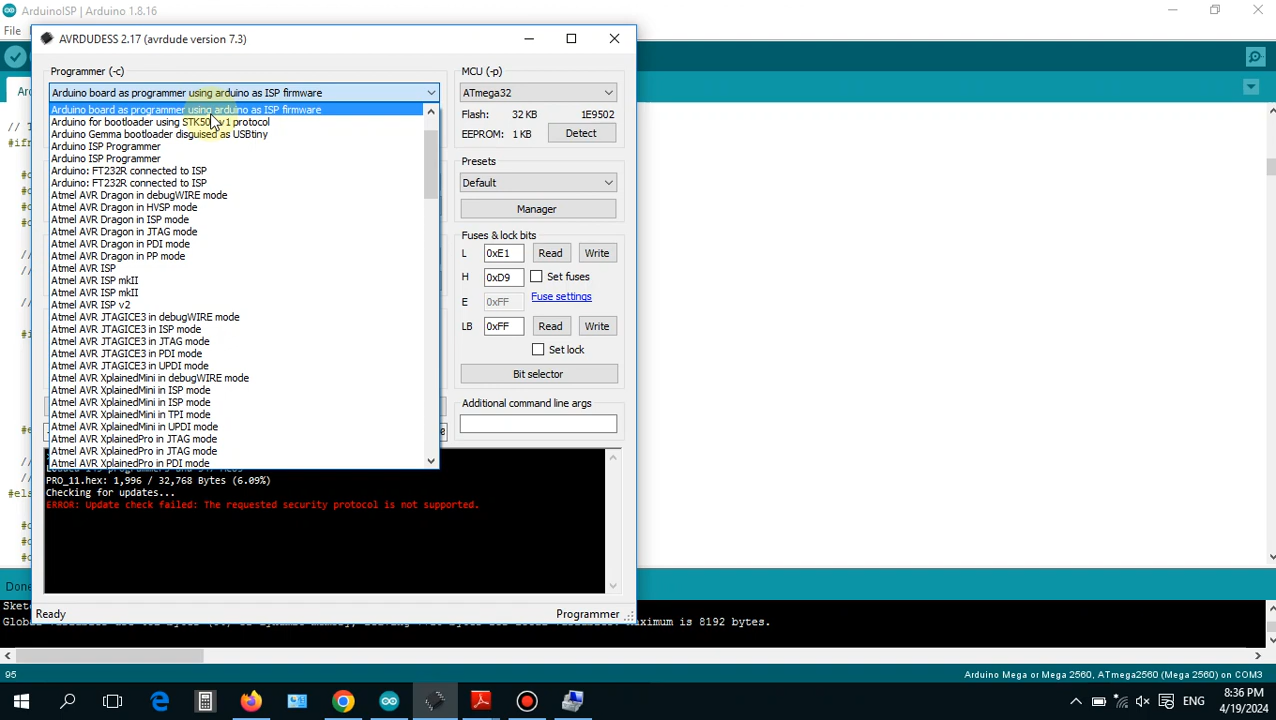 ArduinoISP | Arduino 1.8.16
File
AVRDUDESS 2.17 (avrdude version 7.3)
Programmer (-c)
Arduino board as programmer using arduino as ISP firmware
Arduino board as programmer using arduino as ISP firmware
Arduino for bootloader using STK500 v1 protocol
Arduino Gemma bootloader disguised as USBtiny
Arduino ISP Programmer
Arduino ISP Programmer
Arduino: FT232R connected to ISP
Arduino: FT232R connected to ISP
Atmel AVR Dragon in debugWIRE mode
Atmel AVR Dragon in HVSP mode
Atmel AVR Dragon in ISP mode
Atmel AVR Dragon in JTAG mode
Atmel AVR Dragon in PDI mode
Atmel AVR Dragon in PP mode
Atmel AVR ISP
Atmel AVR ISP mkII
Atmel AVR ISP mkII
Atmel AVR ISP v2
Atmel AVR JTAGICE3 in debugWIRE mode
Atmel AVR JTAGICE3 in ISP mode
Atmel AVR JTAGICE3 in JTAG mode
Atmel AVR JTAGICE3 in PDI mode
Atmel AVR JTAGICE3 in UPDI mode
Atmel AVR XplainedMini in debugWIRE mode
Atmel AVR XplainedMini in ISP mode
Atmel AVR XplainedMini in ISP mode
Atmel AVR XplainedMini in TPI mode
Atmel AVR XplainedMini in UPDI mode
Atmel AVR XplainedPro in JTAG mode
Atmel AVR XplainedPro in JTAG mode
Atmel AVR XplainedPro in PDI mode
MCU (-p)
ATmega32
Flash: 32 KB 1E9502
EEPROM: 1 KB Detect
Presets
Default
Manager
Fuses & lock bits
L 0xE1 Read Write
H 0xD9 Set fuses
E 0xFF Fuse settings
LB 0xFF Read Write
Set lock
Bit selector
Additional command line args
PRO_11.hex: 1,996 / 32,768 Bytes (6.09%)
Checking for updates...
ERROR: Update check failed: The requested security protocol is not supported.
Ready Programmer
// T
#if
#
#
#
#
//
//
//
#i
#e
//
//
#els
#
#
#
Done
Sket
maximum is 8192 bytes.
95 Arduino Mega or Mega 2560, ATmega2560 (Mega 2560) on COM3
ENG 8:36 PM
4/19/2024